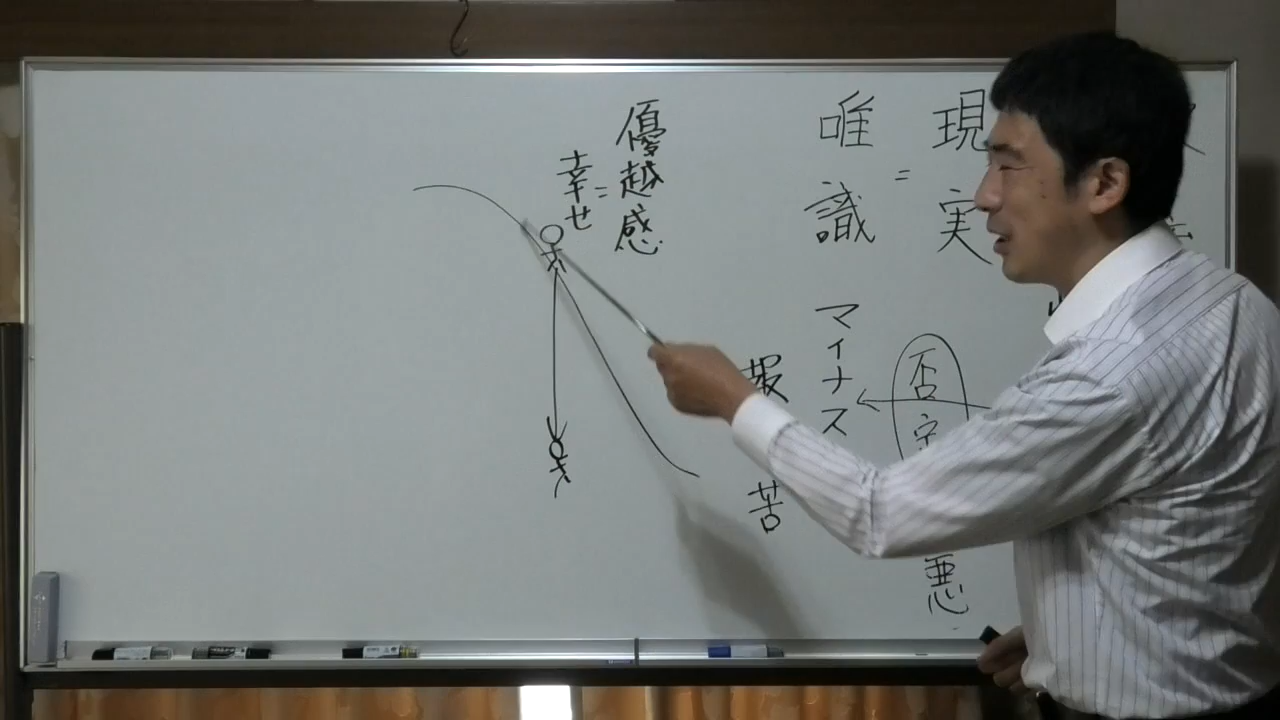 現実
=
唯識
否定
悪
マイナス
報
苦
優越感
=
幸せ